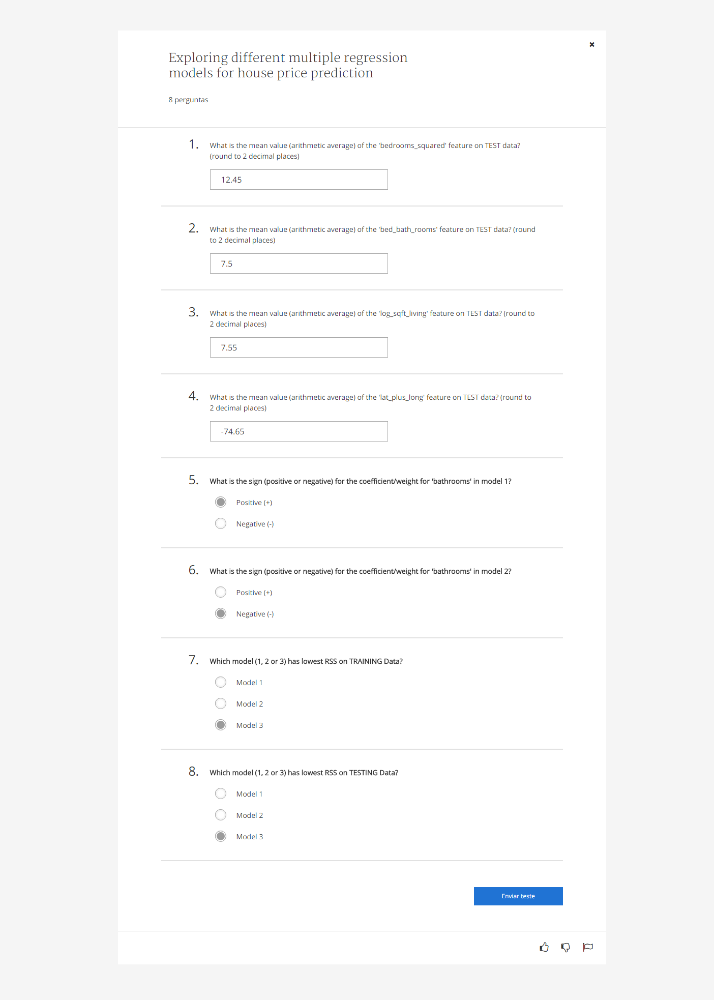 Exploring different multiple regression
models for house price prediction
8 perguntas
1.
What is the mean value (arithmetic average) of the 'bedrooms_squared' feature on TEST data?
(round to 2 decimal places)
12.45
2.
What is the mean value (arithmetic average) of the 'bed_bath_rooms' feature on TEST data? (round
to 2 decimal places)
7.5
3.
What is the mean value (arithmetic average) of the 'log_sqft_living' feature on TEST data? (round to
2 decimal places)
7.55
4.
What is the mean value (arithmetic average) of the 'lat_plus_long' feature on TEST data? (round to
2 decimal places)
-74.65
5.
What is the sign (positive or negative) for the coefficient/weight for 'bathrooms' in model 1?
Positive (+)
Negative (-)
6.
What is the sign (positive or negative) for the coefficient/weight for 'bathrooms' in model 2?
Positive (+)
Negative (-)
7.
Which model (1, 2 or 3) has lowest RSS on TRAINING Data?
Model 1
Model 2
Model 3
8.
Which model (1, 2 or 3) has lowest RSS on TESTING Data?
Model 1
Model 2
Model 3
Enviar teste